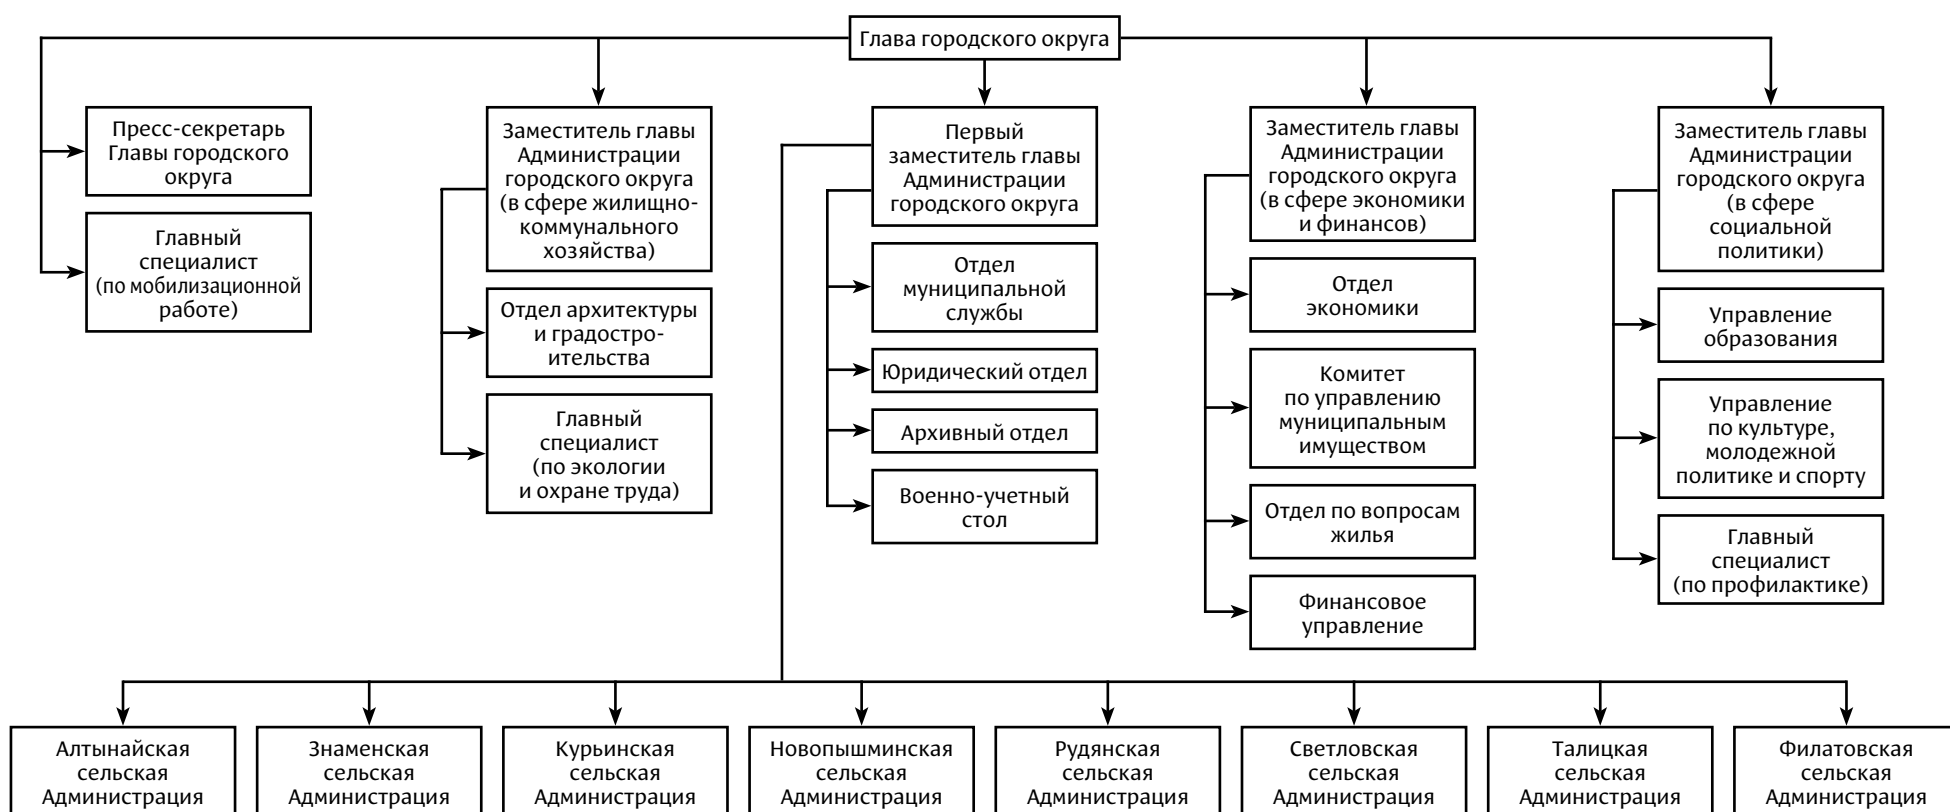 Глава городского округа
Пресс-секретарь
Главы городского
округа
Главный
специалист
(по мобилизационной
работе)
Заместитель главы
Администрации
городского округа
(в сфере жилищно-
коммунального
хозяйства)
Отдел архитектуры
и градостро-
ительства
Главный
специалист
(по экологии
и охране труда)
Первый
заместитель главы
Администрации
городского округа
Отдел
муниципальной
службы
Юридический отдел
Архивный отдел
Военно-учетный
стол
Заместитель главы
Администрации
городского округа
(в сфере экономики
и финансов)
Отдел
экономики
Комитет
по управлению
муниципальным
имуществом
Отдел по вопросам
жилья
Финансовое
управление
Заместитель главы
Администрации
городского округа
(в сфере
социальной
политики)
Управление
образования
Управление
по культуре,
молодежной
политике и спорту
Главный
специалист
(по профилактике)
Алтынайская
сельская
Администрация
Знаменская
сельская
Администрация
Курьинская
сельская
Администрация
Новопышминская
сельская
Администрация
Рудянская
сельская
Администрация
Светловская
сельская
Администрация
Талицкая
сельская
Администрация
Филатовская
сельская
Администрация